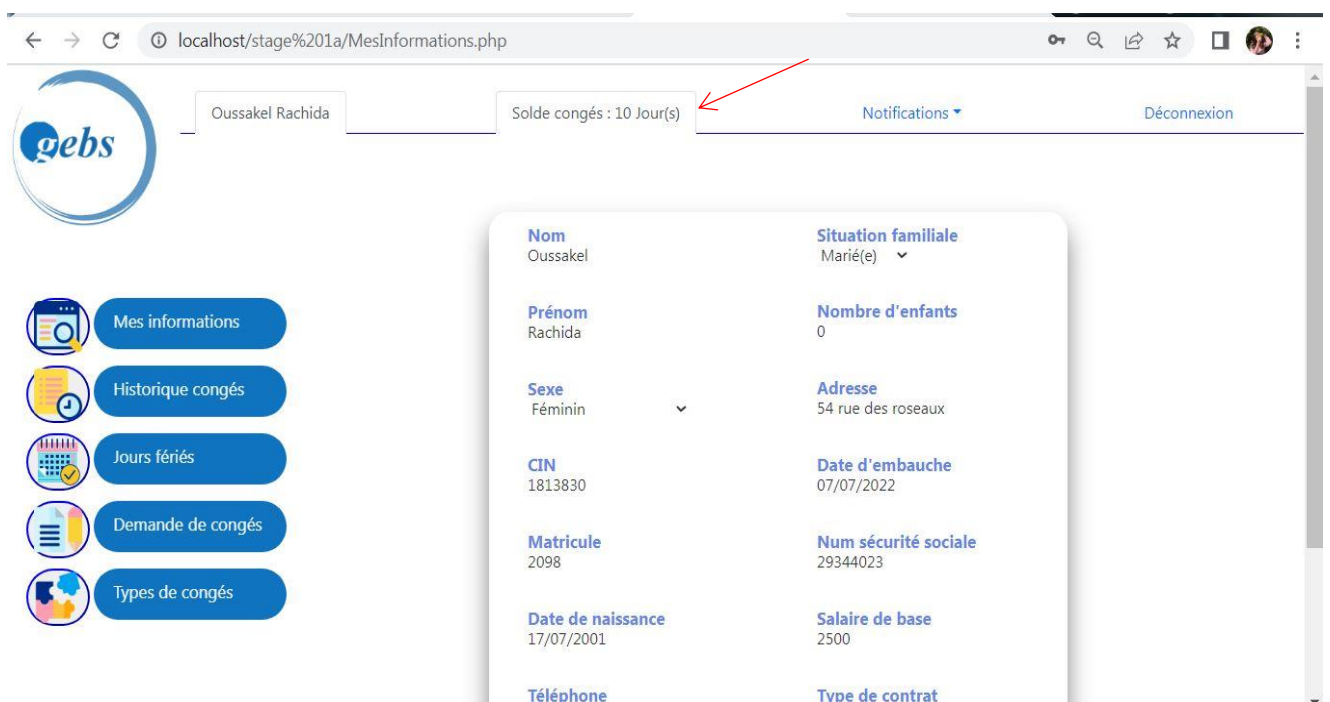 localhost/stage%201a/MesInformations.php
gebs
Oussakel Rachida
Solde congés : 10 Jour(s)
Notifications
Déconnexion
Mes informations
Historique congés
Jours fériés
Demande de congés
Types de congés
Nom
Oussakel
Situation familiale
Marié(e)
Prénom
Rachida
Nombre d'enfants
0
Sexe
Féminin
Adresse
54 rue des roseaux
CIN
1813830
Date d'embauche
07/07/2022
Matricule
2098
Num sécurité sociale
29344023
Date de naissance
17/07/2001
Salaire de base
2500
Téléphone
Type de contrat